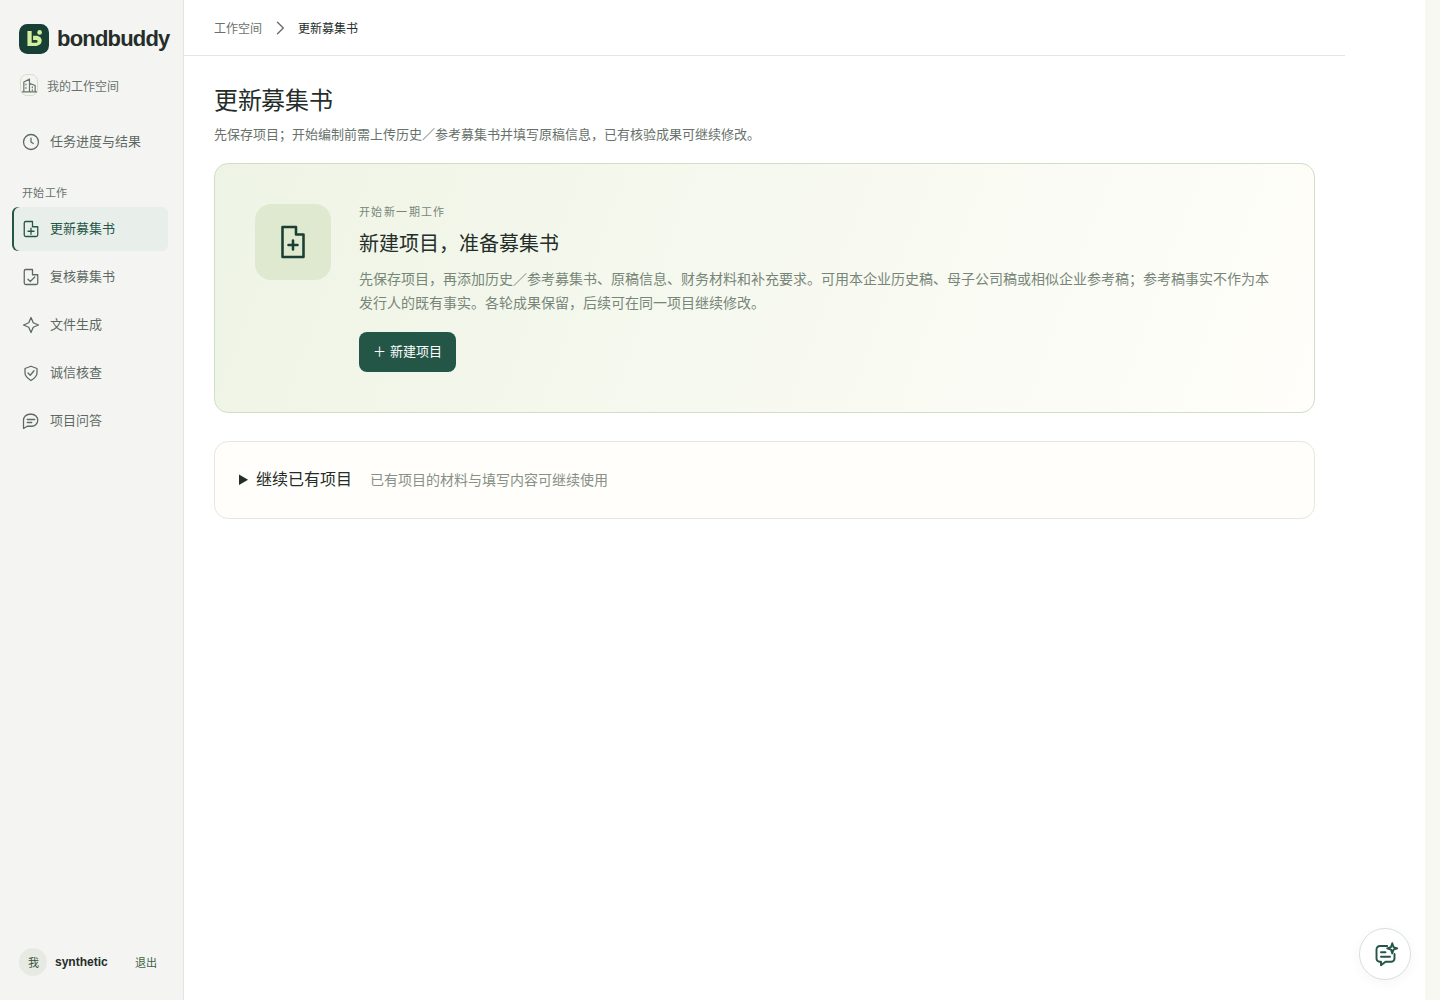 bondbuddy
我的工作空间
任务进度与结果
开始工作
更新募集书
复核募集书
文件生成
诚信核查
项目问答
我 synthetic 退出
工作空间 更新募集书
更新募集书
先保存项目；开始编制前需上传历史／参考募集书并填写原稿信息，已有核验成果可继续修改。
开始新一期工作
新建项目，准备募集书
先保存项目，再添加历史／参考募集书、原稿信息、财务材料和补充要求。可用本企业历史稿、母子公司稿或相似企业参考稿；参考稿事实不作为本
发行人的既有事实。各轮成果保留，后续可在同一项目继续修改。
＋ 新建项目
继续已有项目 已有项目的材料与填写内容可继续使用